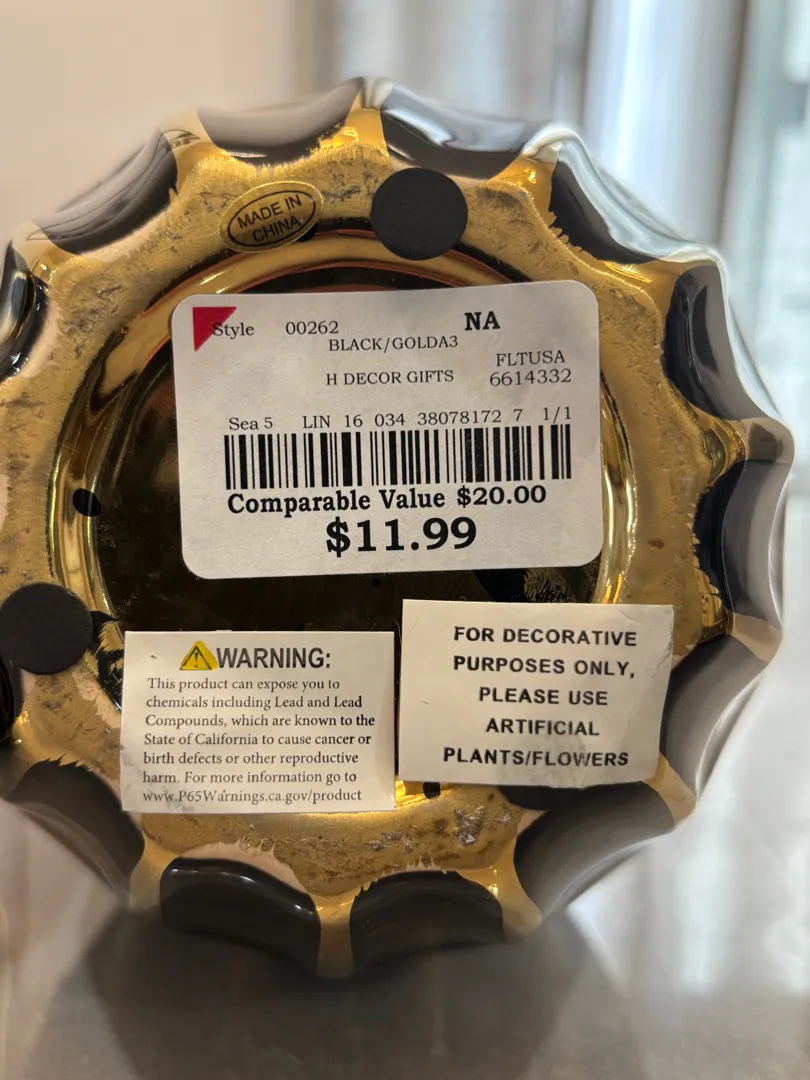 MADE IN
CHINA
Style 00262 NA
BLACK/GOLDA3
FLTUSA
H DECOR GIFTS 6614332
Sea 5 LIN 16 034 38078172 7 1/1
Comparable Value $20.00
$11.99
WARNING:
This product can expose you to
chemicals including Lead and Lead
Compounds, which are known to the
State of California to cause cancer or
birth defects or other reproductive
harm. For more information go to
www.P65Warnings.ca.gov/product
FOR DECORATIVE
PURPOSES ONLY,
PLEASE USE
ARTIFICIAL
PLANTS/FLOWERS